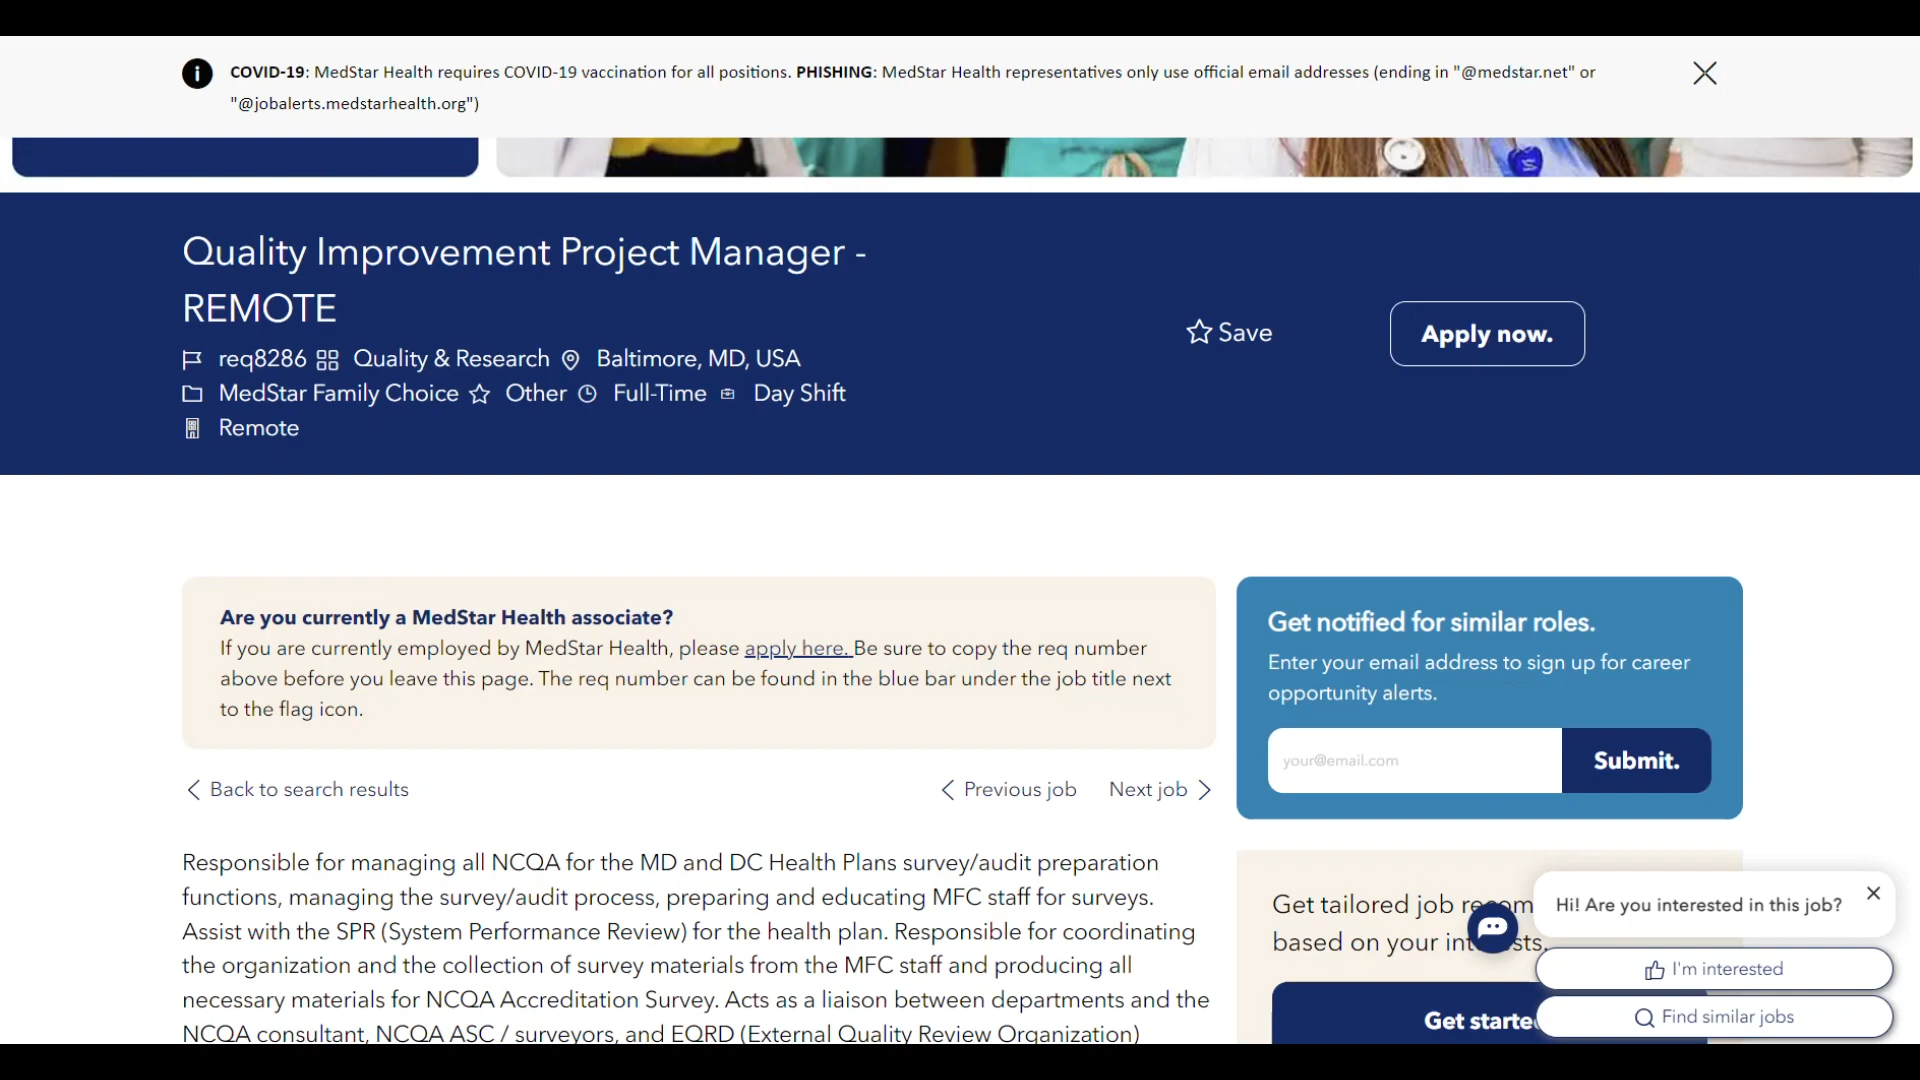 COVID-19: MedStar Health requires COVID-19 vaccination for all positions. PHISHING: MedStar Health representatives only use official email addresses (ending in "@medstar.net" or
"@jobalerts.medstarhealth.org")
Quality Improvement Project Manager -
REMOTE
req8286 Quality & Research Baltimore, MD, USA
MedStar Family Choice Other Full-Time Day Shift
Remote
Save
Apply now.
Are you currently a MedStar Health associate?
If you are currently employed by MedStar Health, please apply here. Be sure to copy the req number
above before you leave this page. The req number can be found in the blue bar under the job title next
to the flag icon.
Get notified for similar roles.
Enter your email address to sign up for career
opportunity alerts.
your@email.com
Submit.
Back to search results
Previous job
Next job
Responsible for managing all NCQA for the MD and DC Health Plans survey/audit preparation
functions, managing the survey/audit process, preparing and educating MFC staff for surveys.
Assist with the SPR (System Performance Review) for the health plan. Responsible for coordinating
the organization and the collection of survey materials from the MFC staff and producing all
necessary materials for NCQA Accreditation Survey. Acts as a liaison between departments and the
NCQA consultant, NCQA ASC / surveyors, and EQRD (External Quality Review Organization)
Get tailored job
based on your
Get
Hi! Are you interested in this job?
I'm interested
Find similar jobs